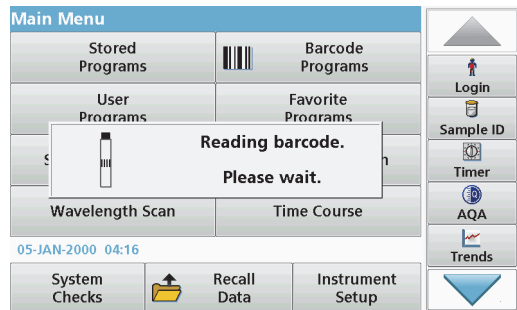 Main Menu
Stored
Programs
Barcode
Programs
User
Programs
Favorite
Programs
Reading barcode.
Please wait.
Wavelength Scan
Time Course
05-JAN-2000 04:16
System
Checks
Recall
Data
Instrument
Setup
Login
Sample ID
Timer
AQA
Trends